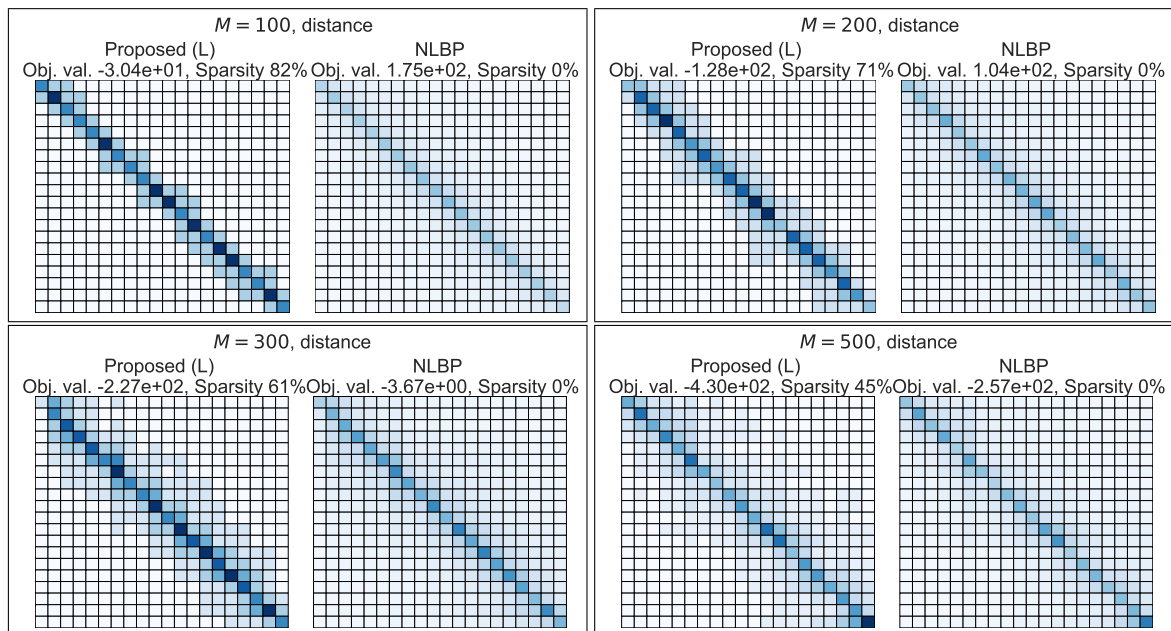 M = 100, distance
Proposed (L)
NLBP
Obj. val. -3.04e+01, Sparsity 82%
Obj. val. 1.75e+02, Sparsity 0%
M = 200, distance
Proposed (L)
NLBP
Obj. val. -1.28e+02, Sparsity 71%
Obj. val. 1.04e+02, Sparsity 0%
M = 300, distance
Proposed (L)
NLBP
Obj. val. -2.27e+02, Sparsity 61%
Obj. val. -3.67e+00, Sparsity 0%
M = 500, distance
Proposed (L)
NLBP
Obj. val. -4.30e+02, Sparsity 45%
Obj. val. -2.57e+02, Sparsity 0%